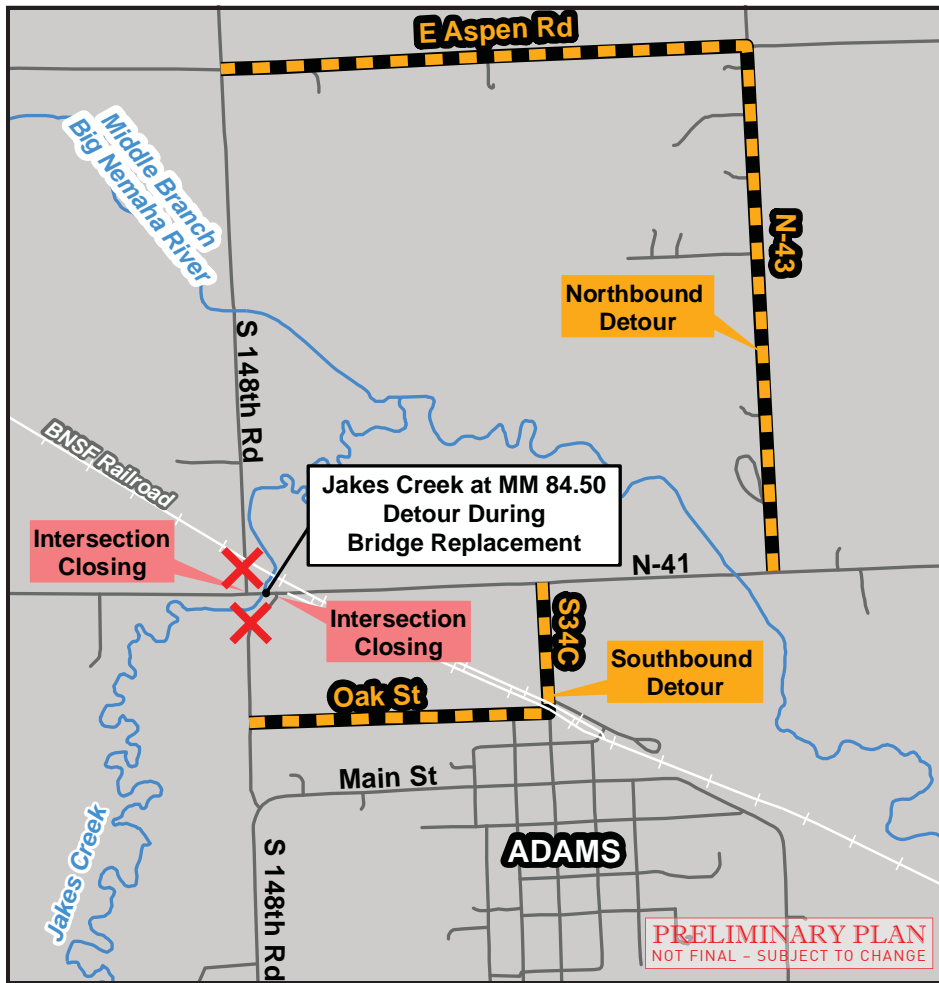 E Aspen Rd
Middle Branch
Big Nemaha River
N-43
Northbound
Detour
S 148th Rd
BNSF Railroad
Jakes Creek at MM 84.50
Detour During
Bridge Replacement
Intersection
Closing
N-41
Intersection
Closing
S34C
Southbound
Detour
Oak St
Main St
ADAMS
Jakes Creek
S 148th Rd
PRELIMINARY PLAN
NOT FINAL – SUBJECT TO CHANGE